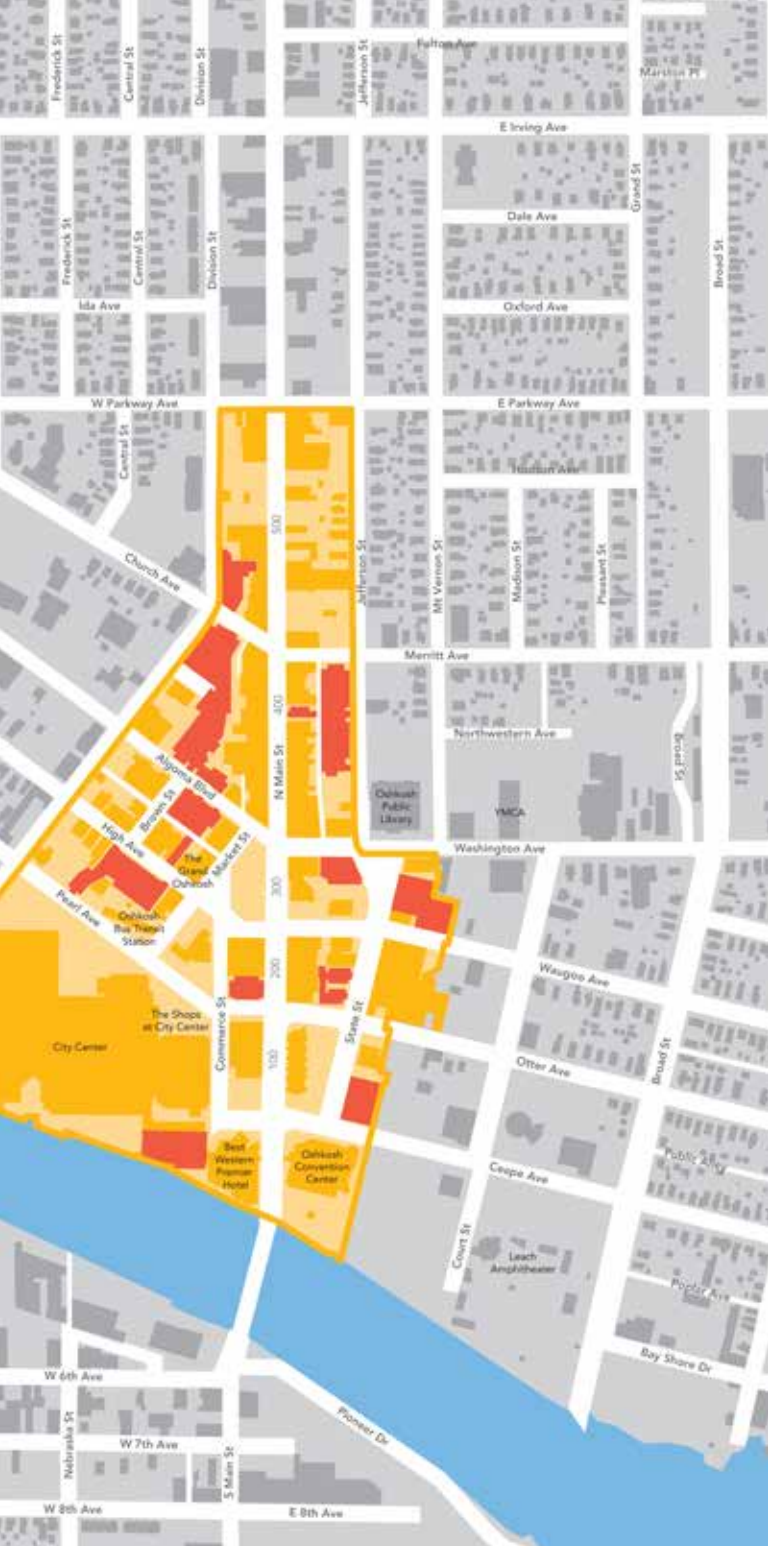 Fulton Ave
Frederick St
Central St
Division St
Jefferson St
Marston Pl
E Irving Ave
Dale Ave
Grand St
Broad St
Frederick St
Central St
Division St
Ida Ave
Oxford Ave
W Parkway Ave
E Parkway Ave
Central St
Hudson Ave
500
Church Ave
Jefferson St
Mt Vernon St
Madison St
Pleasant St
Merritt Ave
400
N Main St
Northwestern Ave
Broad St
Algoma Blvd
Brown St
Oshkosh
Public
Library
YMCA
High Ave
Market St
Washington Ave
The
Grand
Oshkosh
300
Pearl Ave
Oshkosh
Bus Transit
Station
200
Waugoo Ave
The Shops
at City Center
Commerce St
State St
City Center
100
Otter Ave
Broad St
Best
Western
Premier
Hotel
Oshkosh
Convention
Center
Ceape Ave
Public Alley
Court St
Leach
Amphitheater
Poplar Ave
Bay Shore Dr
W 6th Ave
Pioneer Dr
Nebraska St
W 7th Ave
S Main St
W 8th Ave
E 8th Ave